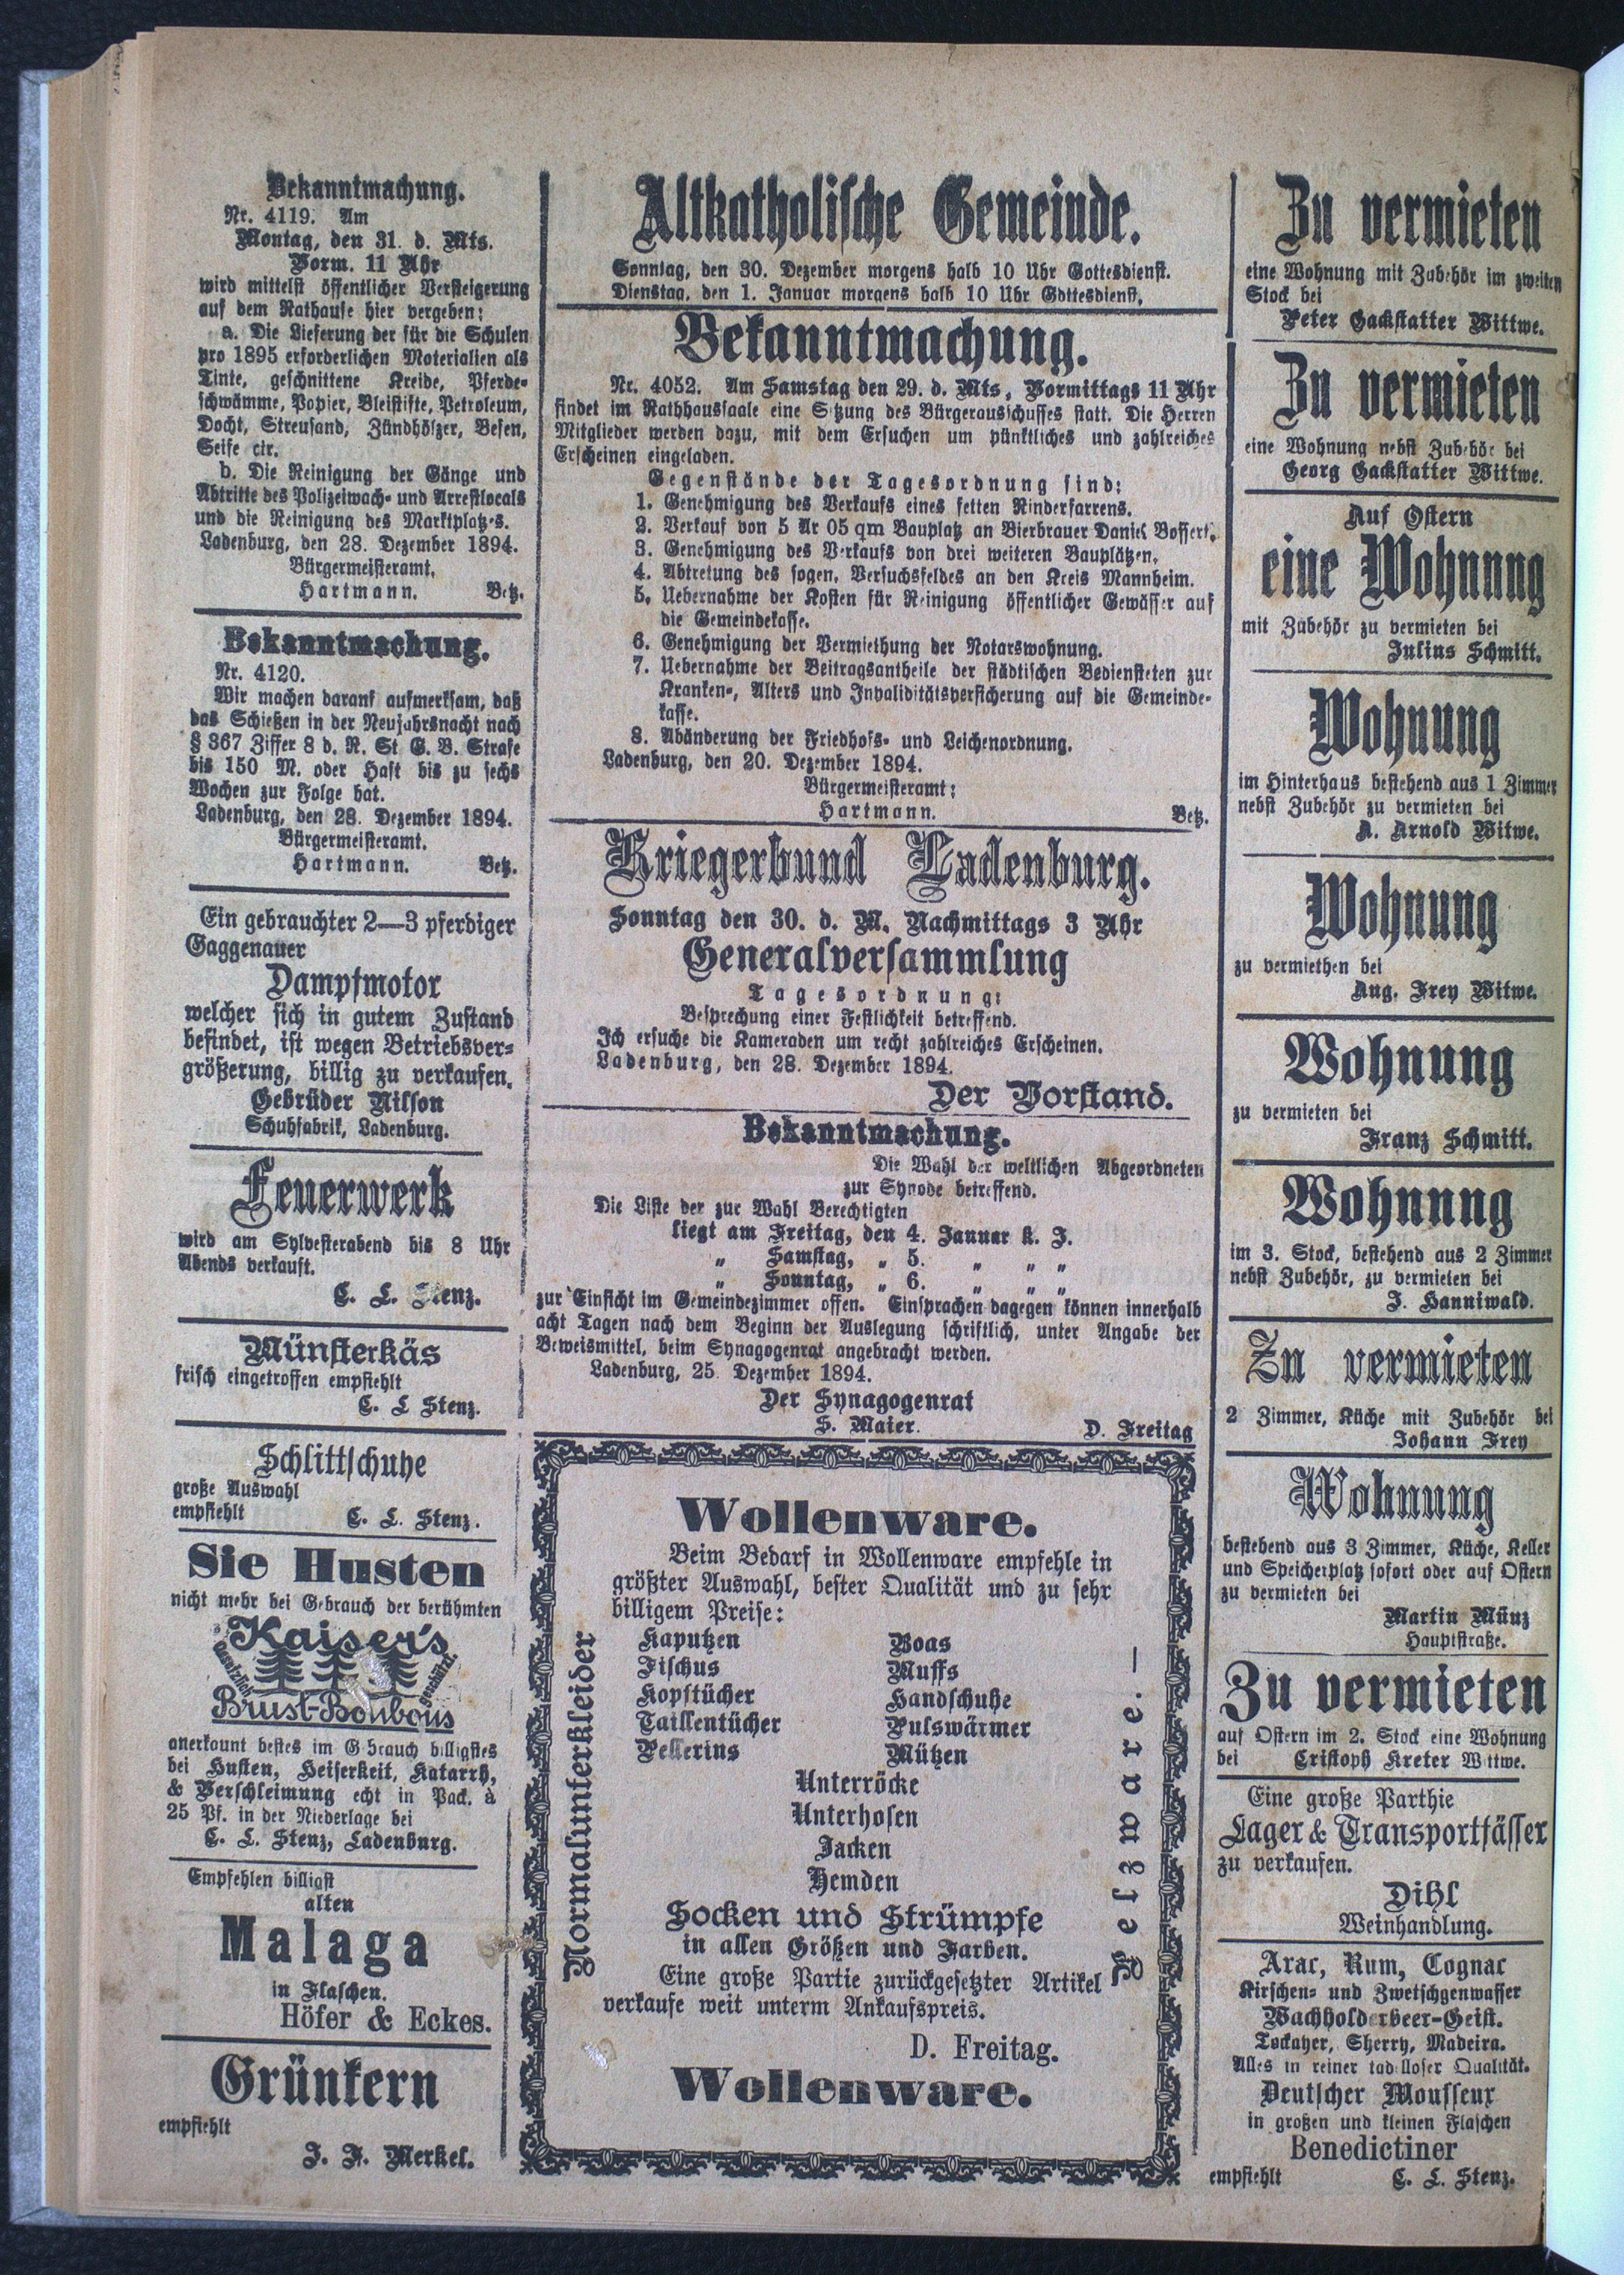 Bekanntmachung.
Nr. 4119. Am
Montag, den 31. d. Mts.
Vorm. 11 Uhr
wird mittelst öffentlicher Versteigerung
auf dem Rathause hier vergeben:
a. Die Lieferung der für die Schulen
pro 1895 erforderlichen Materialien als
Tinte, geschnittene Kreide, Pferde-
schwämme, Papier, Bleistifte, Petroleum,
Docht, Streusand, Zündhölzer, Besen,
Seife etr.
b. Die Reinigung der Gänge und
Abtritte des Polizeiwach- und Arrestlocals
und die Reinigung des Marktplatzes.
Ladenburg, den 28. Dezember 1894.
Bürgermeisteramt.
Hartmann. Betz.
Bekanntmachung.
Nr. 4120.
Wir machen darauf aufmerksam, daß
das Schießen in der Neujahrsnacht nach
§ 367 Ziffer 8 d. R. St G. B. Strafe
bis 150 M. oder Haft bis zu sechs
Wochen zur Folge hat.
Ladenburg, den 28. Dezember 1894.
Bürgermeisteramt.
Hartmann. Betz.
Ein gebrauchter 2—3 pferdiger
Gaggenauer
Dampfmotor
welcher sich in gutem Zustand
befindet, ist wegen Betriebsver-
größerung, billig zu verkaufen.
Gebrüder Nilson
Schuhfabrik, Ladenburg.
Feuerwerk
wird am Sylvesterabend bis 8 Uhr
Abends verkauft.
C. L. Stenz.
Münsterkäs
frisch eingetroffen empfiehlt
C. L Stenz.
Schlittschuhe
große Auswahl
empfiehlt C. L. Stenz.
Sie Husten
nicht mehr bei Gebrauch der berühmten
Kaiser's
Gesetzlich geschützt.
Brust-Bonbons
anerkannt bestes im Gebrauch billigstes
bei Husten, Heiserkeit, Katarrh,
& Verschleimung echt in Pack. à
25 Pf. in der Niederlage bei
C. L. Stenz, Ladenburg.
Empfehlen billigst
alten
Malaga
in Flaschen.
Höfer & Eckes.
Grünkern
empfiehlt
J. F. Merkel.
Altkatholische Gemeinde.
Sonntag, den 30. Dezember morgens halb 10 Uhr Gottesdienst.
Dienstag, den 1. Januar morgens halb 10 Uhr Gottesdienst.
Bekanntmachung.
Nr. 4052. Am Samstag den 29. d. Mts, Vormittags 11 Uhr
findet im Rathhaussaale eine Sitzung des Bürgerausschusses statt. Die Herren
Mitglieder werden dazu, mit dem Ersuchen um pünktliches und zahlreiches
Erscheinen eingeladen.
Gegenstände der Tagesordnung sind:
1. Genehmigung des Verkaufs eines fetten Rinderfarrens.
2. Verkauf von 5 Ar 05 qm Bauplatz an Bierbrauer Daniel Bossert.
3. Genehmigung des Verkaufs von drei weiteren Bauplätzen.
4. Abtretung des sogen. Versuchsfeldes an den Kreis Mannheim.
5. Uebernahme der Kosten für Reinigung öffentlicher Gewässer auf
die Gemeindekasse.
6. Genehmigung der Vermiethung der Notarswohnung.
7. Uebernahme der Beitragsantheile der städtischen Bediensteten zur
Kranken-, Alters und Invaliditätsversicherung auf die Gemeinde-
kasse.
8. Abänderung der Friedhofs- und Leichenordnung.
Ladenburg, den 20. Dezember 1894.
Bürgermeisteramt:
Hartmann. Betz.
Kriegerbund Ladenburg.
Sonntag den 30. d. M. Nachmittags 3 Uhr
Generalversammlung
Tagesordnung:
Besprechung einer Festlichkeit betreffend.
Ich ersuche die Kameraden um recht zahlreiches Erscheinen.
Ladenburg, den 28. Dezember 1894.
Der Vorstand.
Bekanntmachung.
Die Wahl der weltlichen Abgeordneten
zur Synode betreffend.
Die Liste der zur Wahl Berechtigten
liegt am Freitag, den 4. Januar k. J.
„ Samstag, „ 5. „ „ „
„ Sonntag, „ 6. „ „ „
zur Einsicht im Gemeindezimmer offen. Einsprachen dagegen können innerhalb
acht Tagen nach dem Beginn der Auslegung schriftlich, unter Angabe der
Beweismittel, beim Synagogenrat angebracht werden.
Ladenburg, 25. Dezember 1894.
Der Synagogenrat
S. Maier. D. Freitag
Wollenware.
Beim Bedarf in Wollenware empfehle in
größter Auswahl, bester Qualität und zu sehr
billigem Preise:
Kaputzen Boas
Fischus Muffs
Kopftücher Handschuhe
Taillentücher Pulswärmer
Pellerins Mützen
Unterröcke
Unterhosen
Jacken
Hemden
Socken und Strümpfe
in allen Größen und Farben.
Eine große Partie zurückgesetzter Artikel
verkaufe weit unterm Ankaufspreis.
D. Freitag.
Wollenware.
Normalunterkleider
Pelzware. —
Zu vermieten
eine Wohnung mit Zubehör im zweiten
Stock bei
Peter Gackstatter Wittwe.
Zu vermieten
eine Wohnung nebst Zubehör bei
Georg Gackstatter Wittwe.
Auf Ostern
eine Wohnnng
mit Zubehör zu vermieten bei
Julius Schmitt.
Wohnung
im Hinterhaus bestehend aus 1 Zimmer
nebst Zubehör zu vermieten bei
A. Arnold Witwe.
Wohnung
zu vermiethen bei
Aug. Frey Witwe.
Wohnung
zu vermieten bei
Franz Schmitt.
Wohnnng
im 3. Stock, bestehend aus 2 Zimmer
nebst Zubehör, zu vermieten bei
J. Hanniwald.
Zu vermieten
2 Zimmer, Küche mit Zubehör bei
Johann Frey
Wohnung
bestehend aus 3 Zimmer, Küche, Keller
und Speicherplatz sofort oder auf Ostern
zu vermieten bei
Martin Münz
Hauptstraße.
Zu vermieten
auf Ostern im 2. Stock eine Wohnung
bei Cristoph Kreter Wittwe.
Eine große Parthie
Lager & Transportfässer
zu verkaufen.
Dihl
Weinhandlung.
Arac, Rum, Cognac
Kirschen- und Zwetschgenwasser
Wachholderbeer-Geist.
Tockayer, Sherry, Madeira.
Alles in reiner tadelloser Qualität.
Deutscher Mousseux
in großen und kleinen Flaschen
Benedictiner
empfiehlt C. L. Stenz.